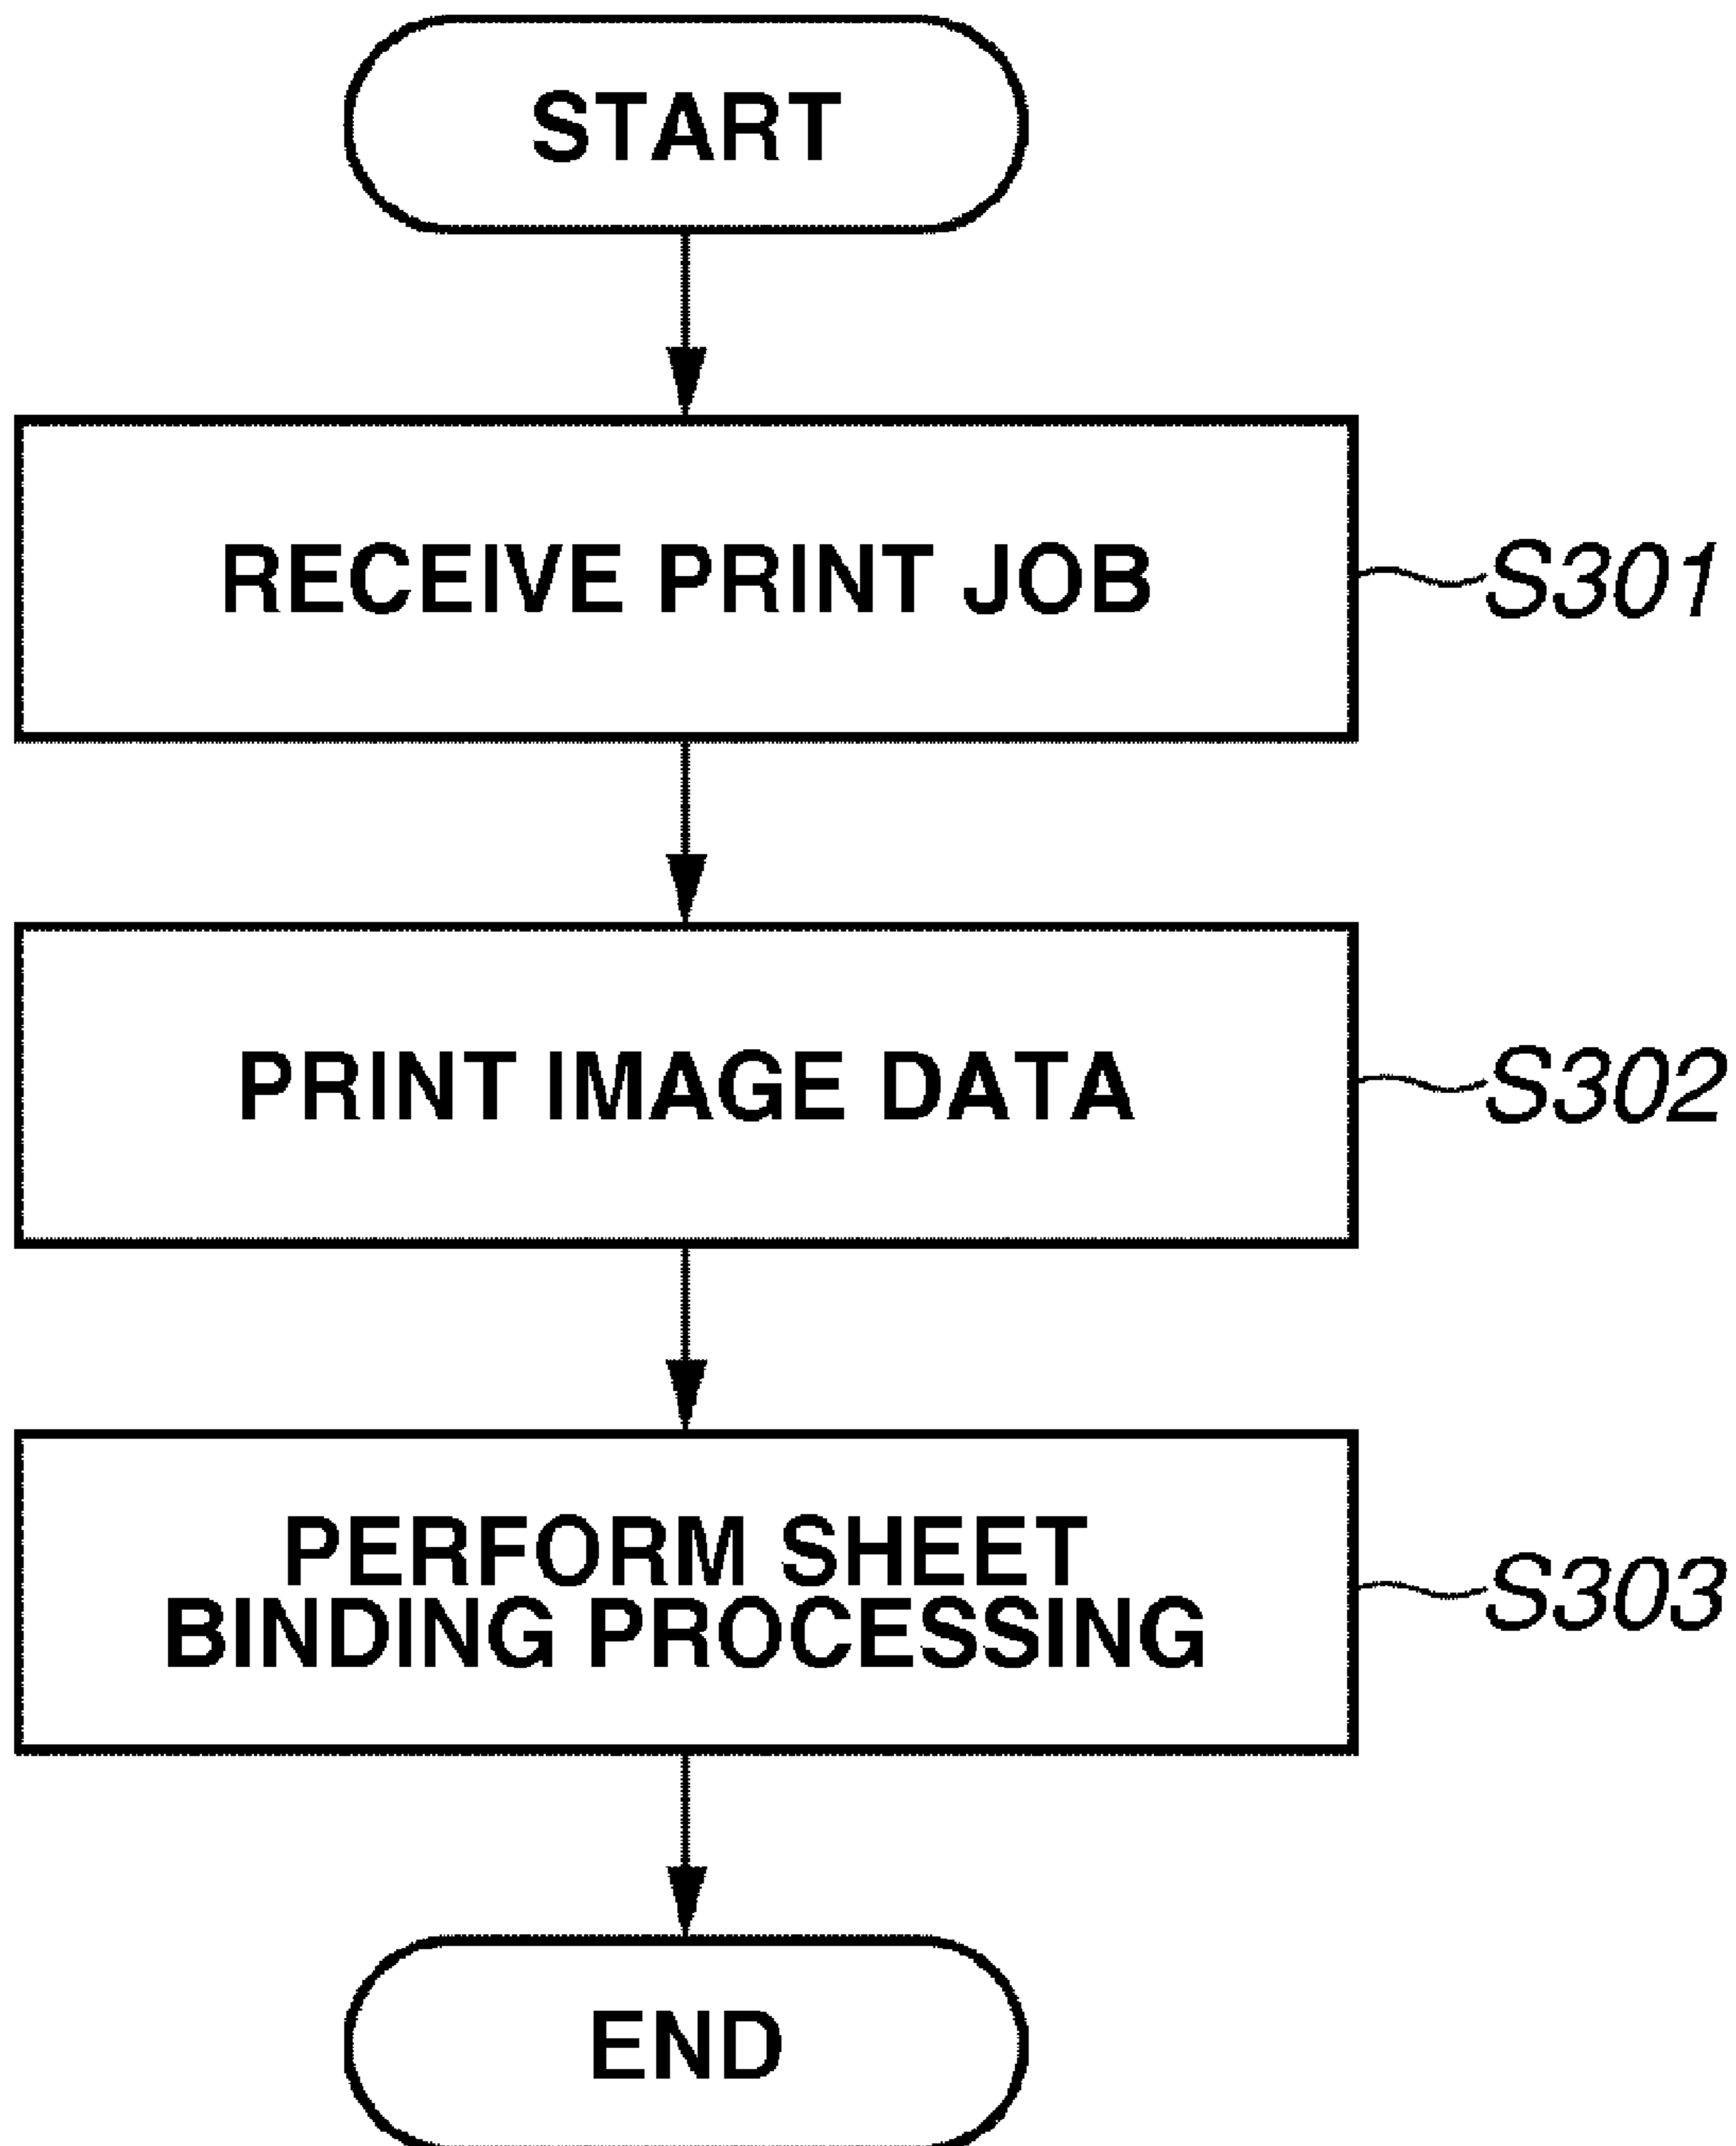 START
RECEIVE PRINT JOB
S301
PRINT IMAGE DATA
S302
PERFORM SHEET
BINDING PROCESSING
S303
END